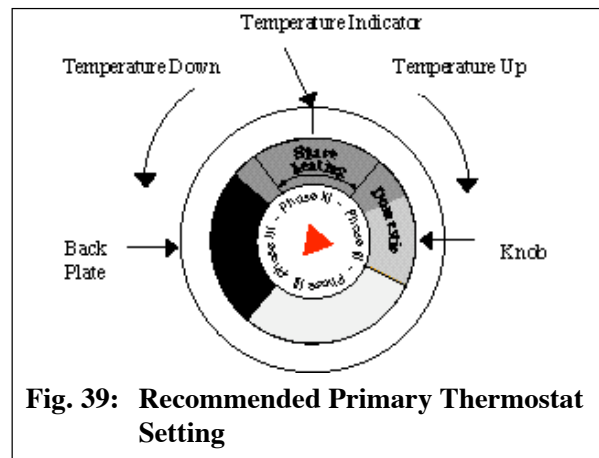 Temperature Indicator
Temperature Down
Temperature Up
Space
heating
Domestic
Phase III - Phase III - Phase III - Phase III -
Back
Plate
Knob
Fig. 39: Recommended Primary Thermostat
Setting